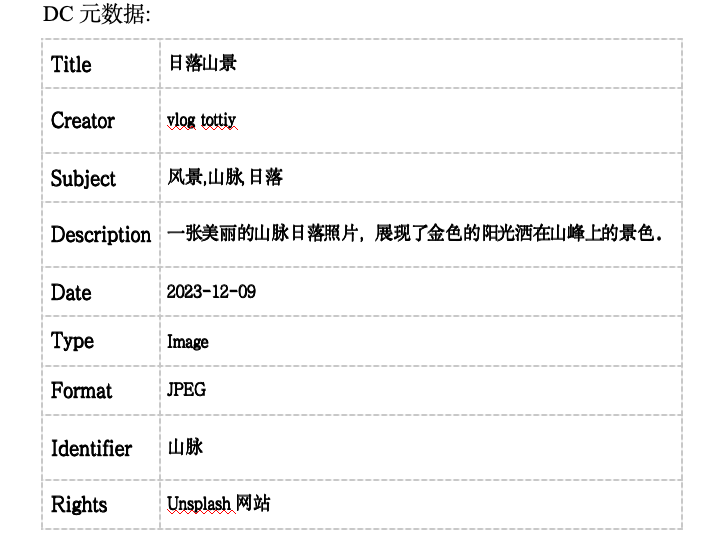 DC 元数据:
Title 日落山景
Creator vlog tottiy
Subject 风景,山脉,日落
Description 一张美丽的山脉日落照片，展现了金色的阳光洒在山峰上的景色。
Date 2023-12-09
Type Image
Format JPEG
Identifier 山脉
Rights Unsplash 网站